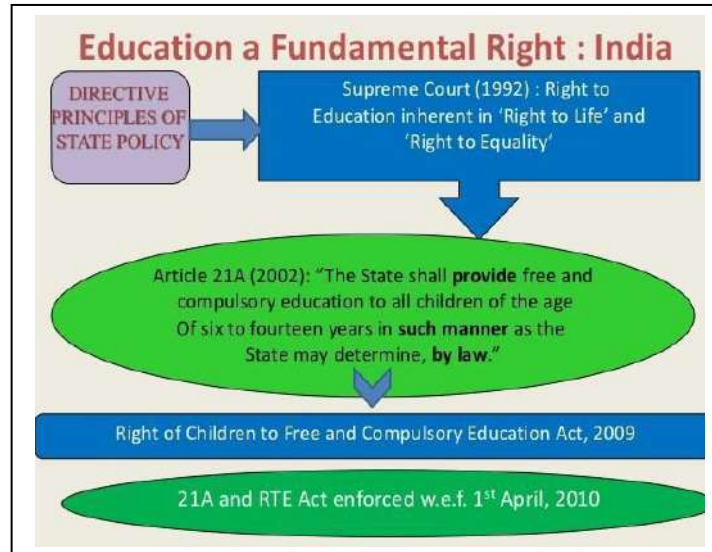 Education a Fundamental Right : India
DIRECTIVE
PRINCIPLES OF
STATE POLICY
Supreme Court (1992) : Right to
Education inherent in ‘Right to Life’ and
‘Right to Equality’
Article 21A (2002): “The State shall provide free and
compulsory education to all children of the age
Of six to fourteen years in such manner as the
State may determine, by law.”
Right of Children to Free and Compulsory Education Act, 2009
21A and RTE Act enforced w.e.f. 1st April, 2010